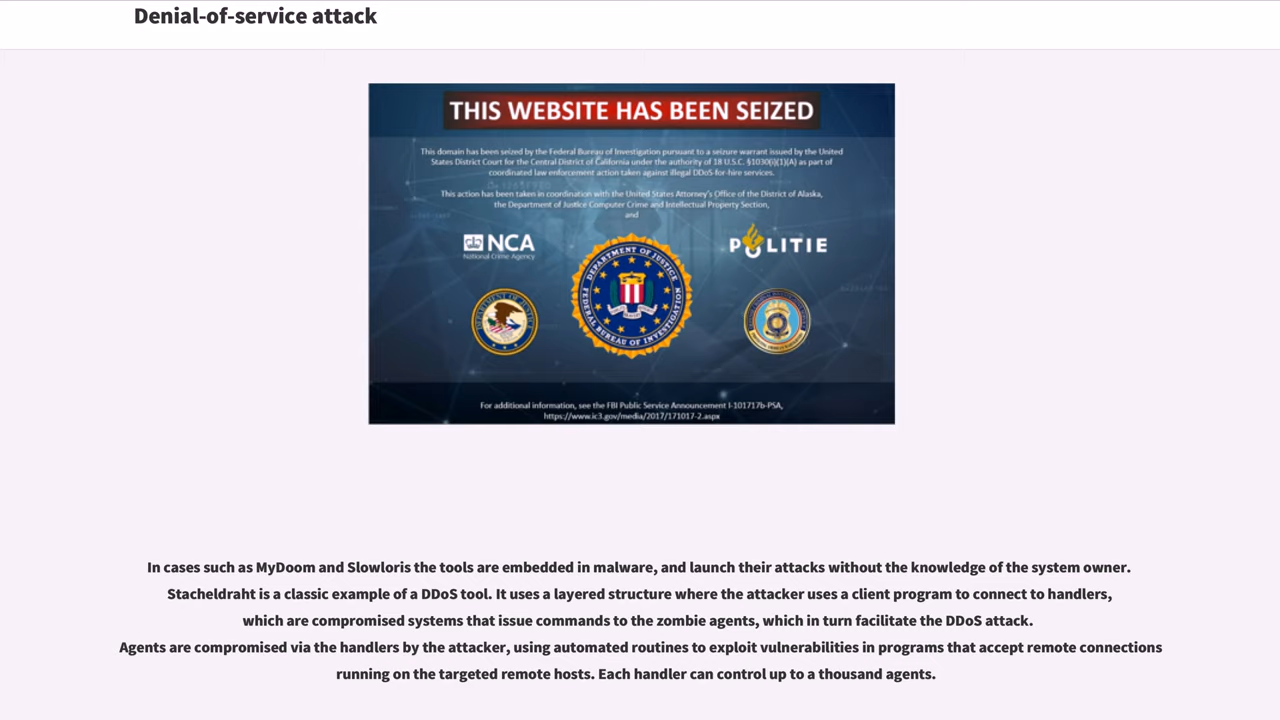 Denial-of-service attack
THIS WEBSITE HAS BEEN SEIZED
This domain has been seized by the Federal Bureau of Investigation pursuant to a seizure warrant issued by the United
States District Court for the Central District of California under the authority of 18 U.S.C. §1030(i)(1)(A) as part of
coordinated law enforcement action taken against illegal DDoS-for-hire services.
This action has been taken in coordination with the United States Attorney's Office of the District of Alaska,
the Department of Justice Computer Crime and Intellectual Property Section,
and
NCA
National Crime Agency
POLITIE
DEPARTMENT OF JUSTICE
FEDERAL BUREAU OF INVESTIGATION
For additional information, see the FBI Public Service Announcement I-101717b-PSA,
https://www.ic3.gov/media/2017/171017-2.aspx
In cases such as MyDoom and Slowloris the tools are embedded in malware, and launch their attacks without the knowledge of the system owner.
Stacheldraht is a classic example of a DDoS tool. It uses a layered structure where the attacker uses a client program to connect to handlers,
which are compromised systems that issue commands to the zombie agents, which in turn facilitate the DDoS attack.
Agents are compromised via the handlers by the attacker, using automated routines to exploit vulnerabilities in programs that accept remote connections
running on the targeted remote hosts. Each handler can control up to a thousand agents.